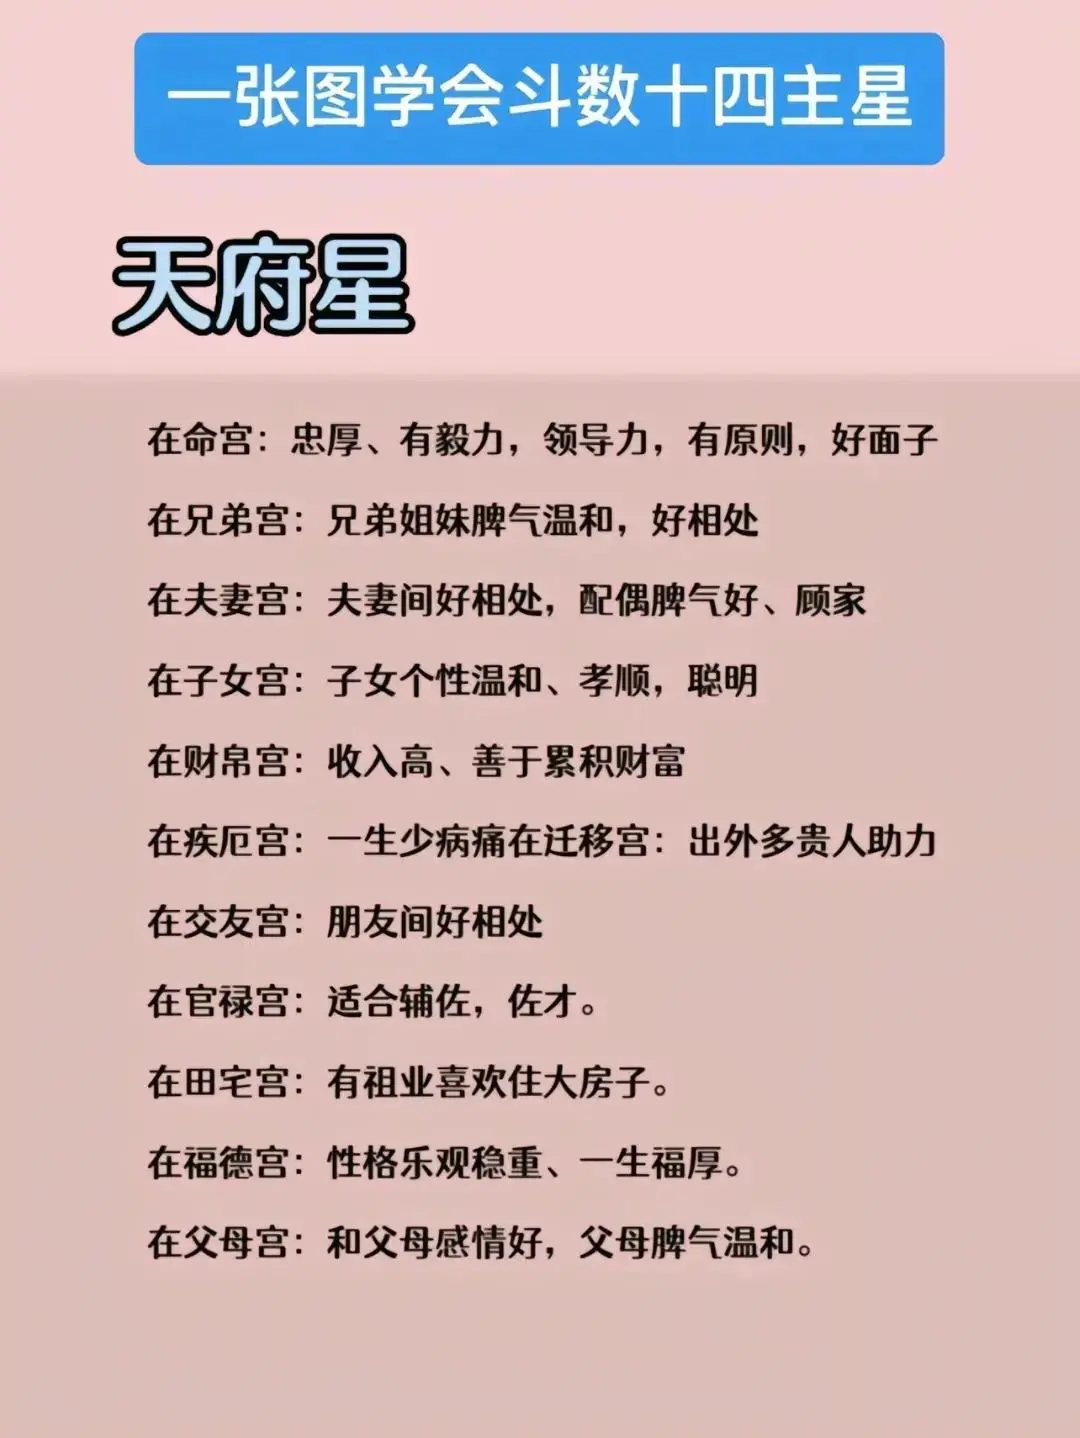 一张图学会斗数十四主星
天府星
在命宫：忠厚、有毅力，领导力，有原则，好面子
在兄弟宫：兄弟姐妹脾气温和，好相处
在夫妻宫：夫妻间好相处，配偶脾气好、顾家
在子女宫：子女个性温和、孝顺，聪明
在财帛宫：收入高、善于累积财富
在疾厄宫：一生少病痛在迁移宫：出外多贵人助力
在交友宫：朋友间好相处
在官禄宫：适合辅佐，佐才。
在田宅宫：有祖业喜欢住大房子。
在福德宫：性格乐观稳重、一生福厚。
在父母宫：和父母感情好，父母脾气温和。